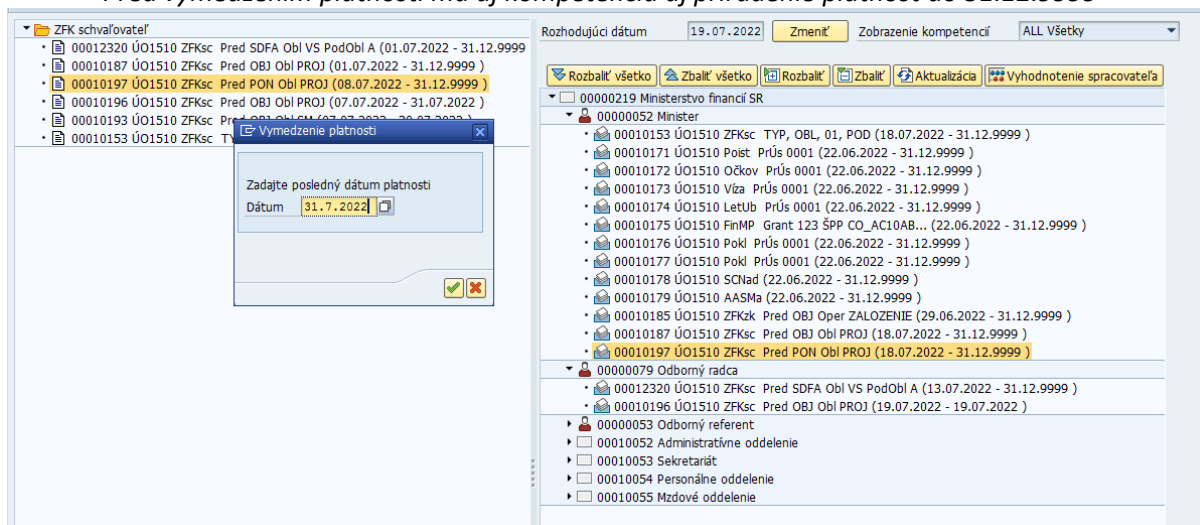 Pred vymedzením platnosti má aj kompetencia aj priradenie platnosť do 31.12.9999
ZFK schvaľovateľ
00012320 ÚO1510 ZFKsc Pred SDFA Obl VS PodObl A (01.07.2022 - 31.12.9999
00010187 ÚO1510 ZFKsc Pred OBJ Obl PROJ (01.07.2022 - 31.12.9999 )
00010197 ÚO1510 ZFKsc Pred PON Obl PROJ (08.07.2022 - 31.12.9999 )
00010196 ÚO1510 ZFKsc Pred OBJ Obl PROJ (07.07.2022 - 31.07.2022 )
00010193 ÚO1510 ZFKsc
00010153 ÚO1510 ZFKsc
Vymedzenie platnosti
Zadajte posledný dátum platnosti
Dátum 31.7.2022
Rozhodujúci dátum 19.07.2022 Zmeniť Zobrazenie kompetencií ALL Všetky
Rozbaliť všetko Zbaliť všetko Rozbaliť Zbaliť Aktualizácia Vyhodnotenie spracovateľa
00000219 Ministerstvo financií SR
00000052 Minister
00010153 ÚO1510 ZFKsc TYP, OBL, 01, POD (18.07.2022 - 31.12.9999 )
00010171 ÚO1510 Poist PrÚs 0001 (22.06.2022 - 31.12.9999 )
00010172 ÚO1510 Očkov PrÚs 0001 (22.06.2022 - 31.12.9999 )
00010173 ÚO1510 Víza PrÚs 0001 (22.06.2022 - 31.12.9999 )
00010174 ÚO1510 LetUb PrÚs 0001 (22.06.2022 - 31.12.9999 )
00010175 ÚO1510 FinMP Grant 123 ŠPP CO_AC10AB... (22.06.2022 - 31.12.9999 )
00010176 ÚO1510 Pokl PrÚs 0001 (22.06.2022 - 31.12.9999 )
00010177 ÚO1510 Pokl PrÚs 0001 (22.06.2022 - 31.12.9999 )
00010178 ÚO1510 SCNad (22.06.2022 - 31.12.9999 )
00010179 ÚO1510 AASMa (22.06.2022 - 31.12.9999 )
00010185 ÚO1510 ZFKzk Pred OBJ Oper ZALOZENIE (29.06.2022 - 31.12.9999 )
00010187 ÚO1510 ZFKsc Pred OBJ Obl PROJ (18.07.2022 - 31.12.9999 )
00010197 ÚO1510 ZFKsc Pred PON Obl PROJ (18.07.2022 - 31.12.9999 )
00000079 Odborný radca
00012320 ÚO1510 ZFKsc Pred SDFA Obl VS PodObl A (13.07.2022 - 31.12.9999 )
00010196 ÚO1510 ZFKsc Pred OBJ Obl PROJ (19.07.2022 - 19.07.2022 )
00000053 Odborný referent
00010052 Administratívne oddelenie
00010053 Sekretariát
00010054 Personálne oddelenie
00010055 Mzdové oddelenie